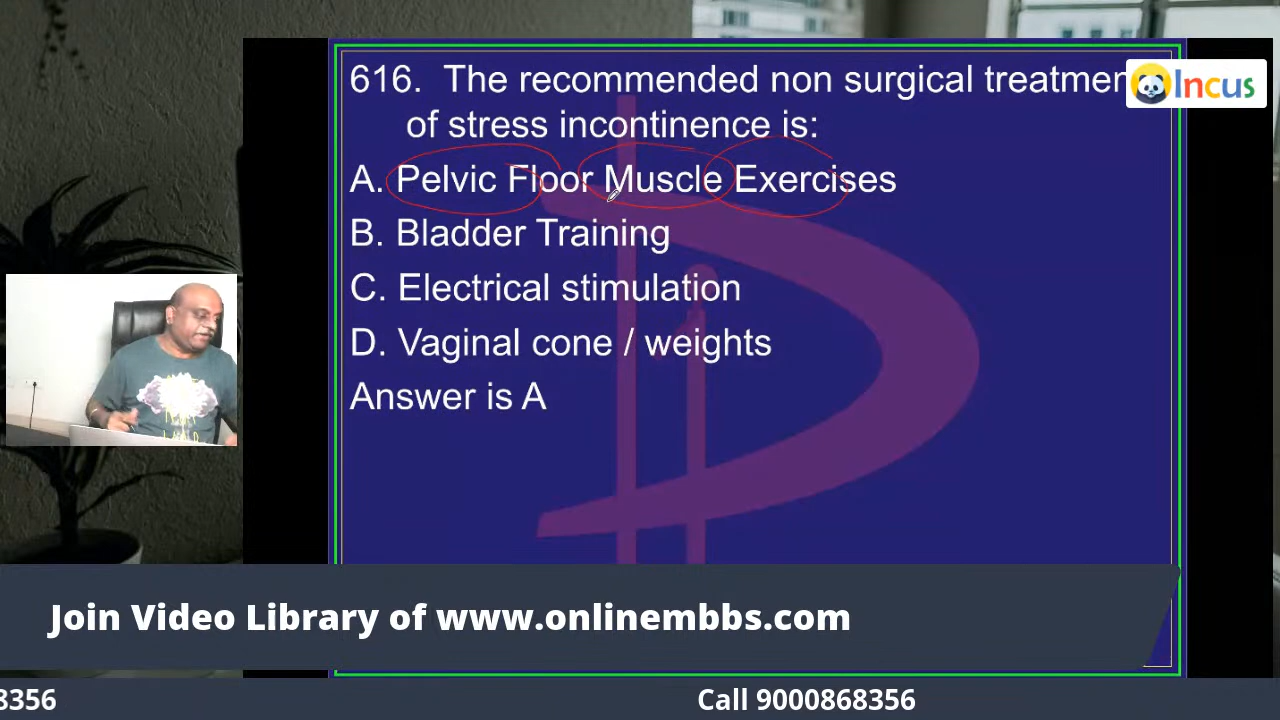 616. The recommended non surgical treatmen
Incus
of stress incontinence is:
A. Pelvic Floor Muscle Exercises
B. Bladder Training
C. Electrical stimulation
D. Vaginal cone / weights
Answer is A
Join Video Library of www.onlinembbs.com
8356
Call 9000868356